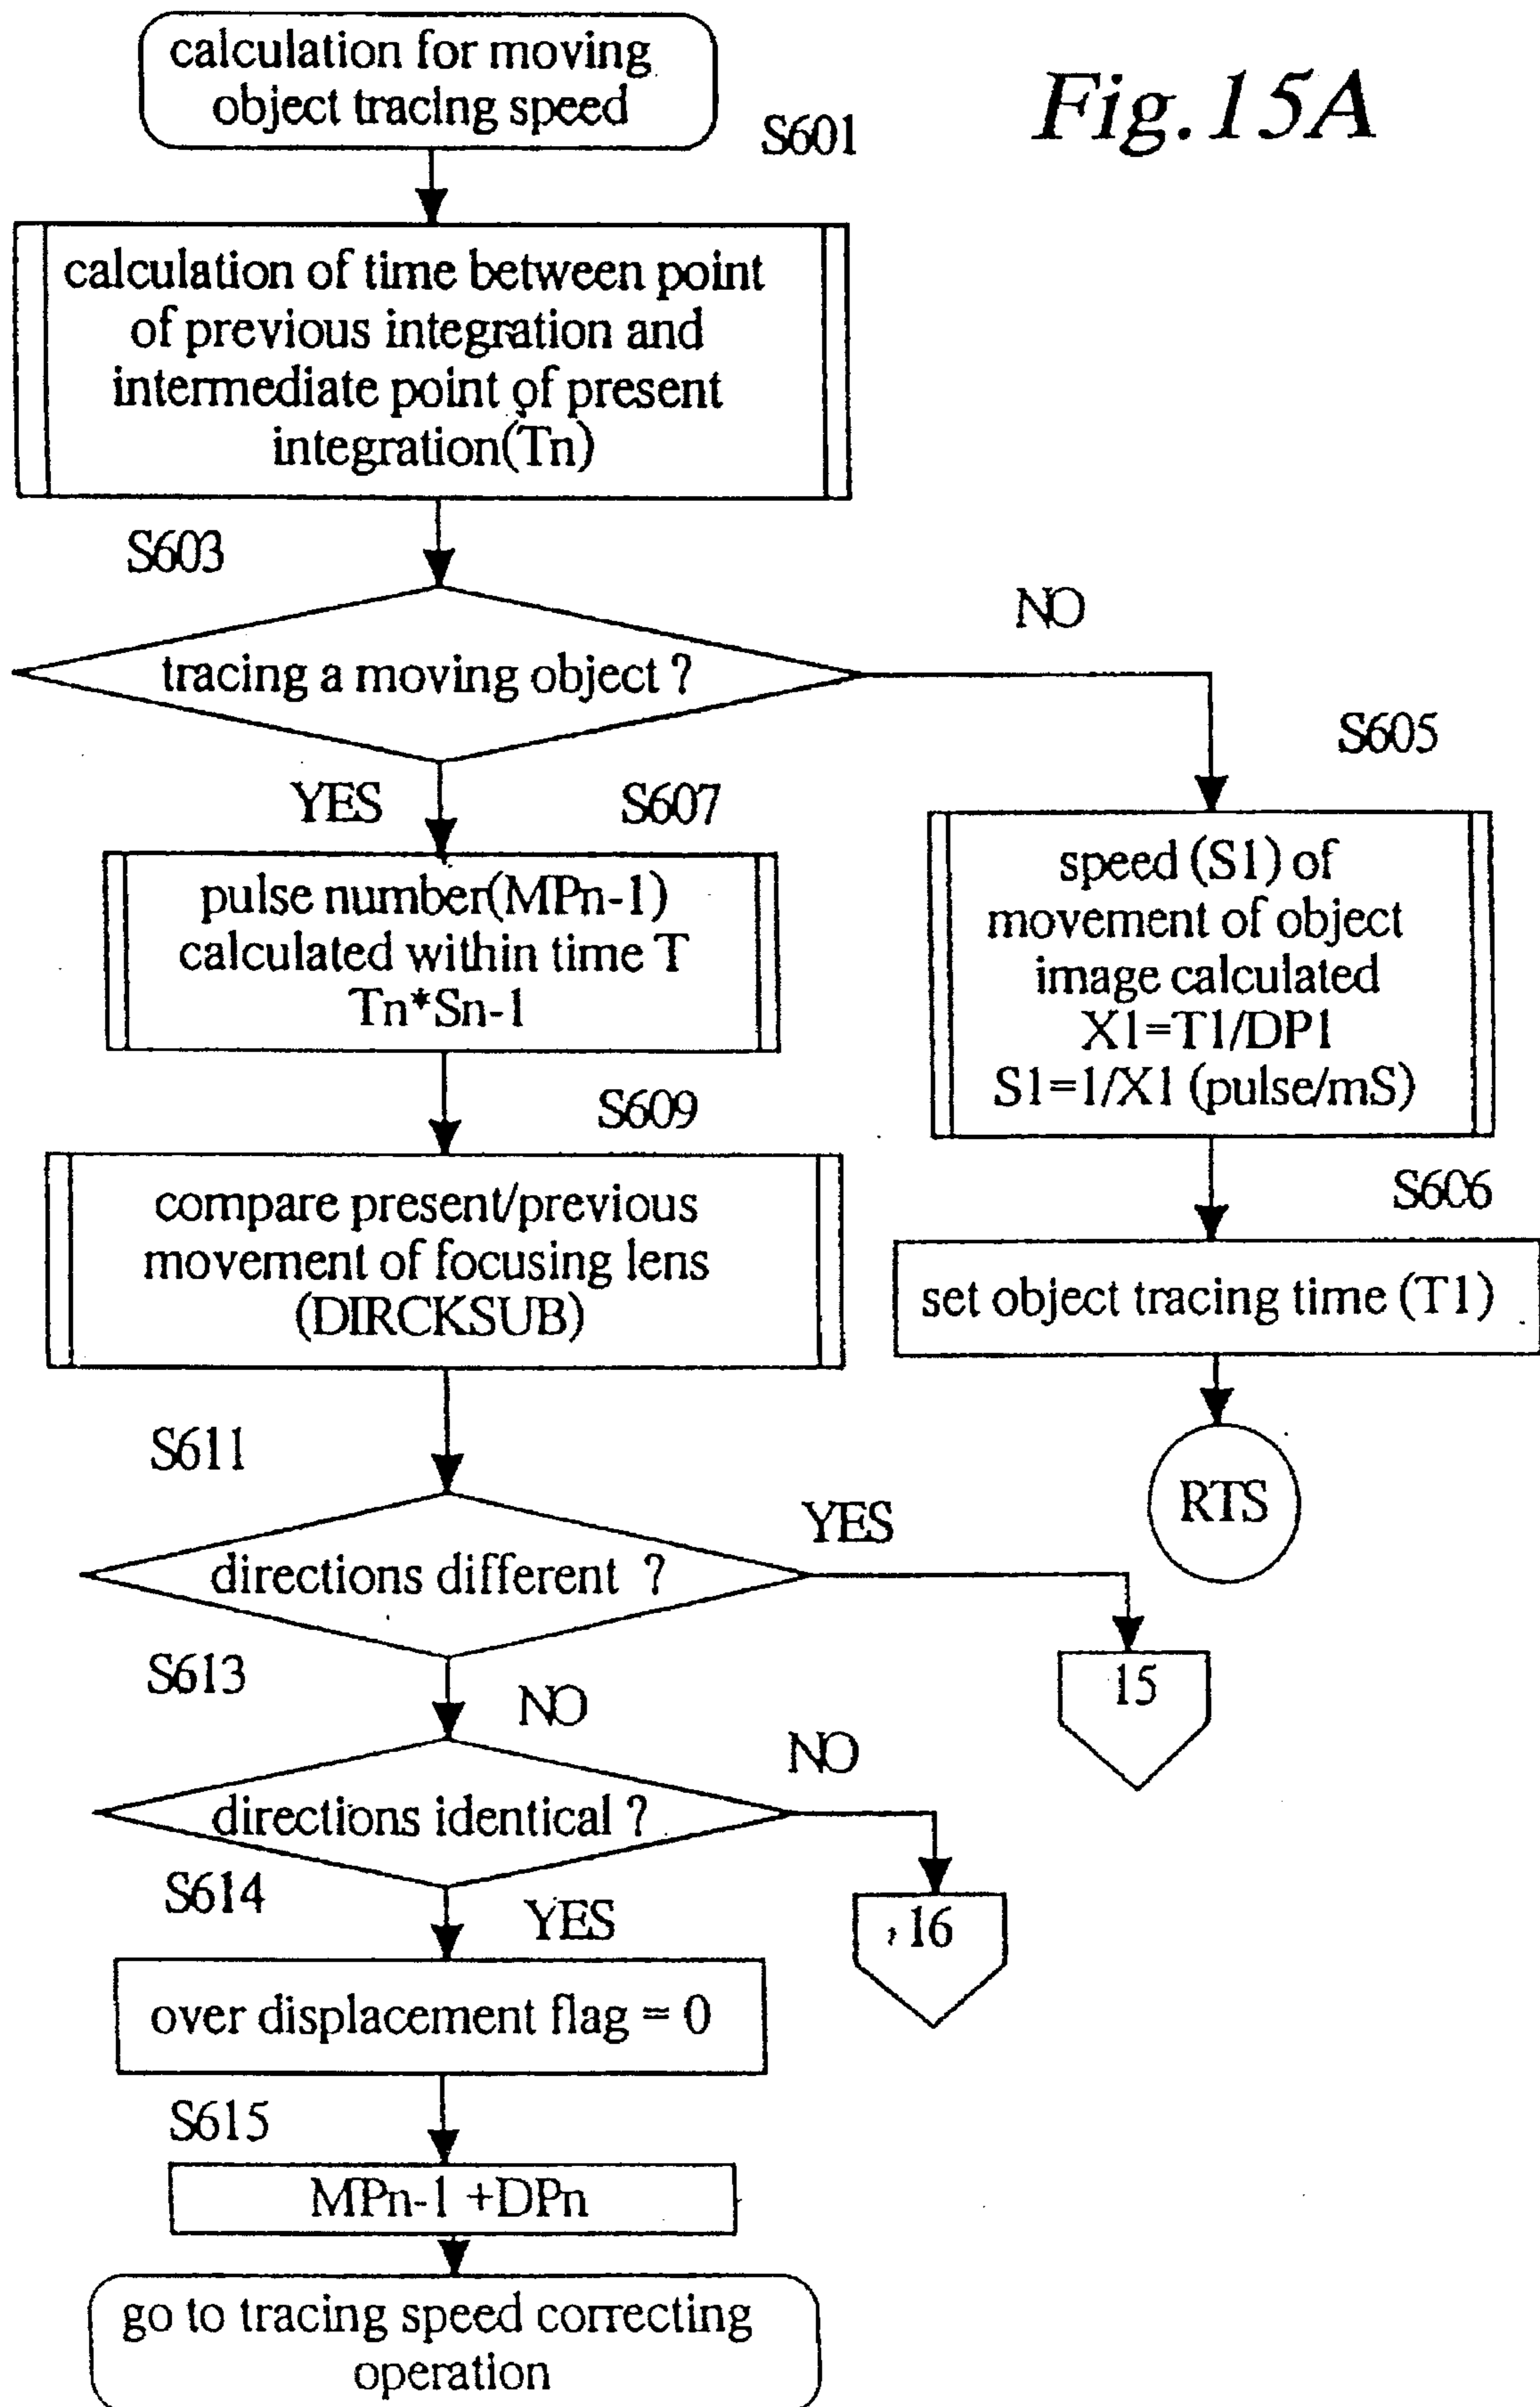 Fig.15A
calculation for moving
object tracing speed
S601
calculation of time between point
of previous integration and
intermediate point of present
integration(Tn)
S603
tracing a moving object ?
NO
YES
S605
speed (S1) of
movement of object
image calculated
X1=T1/DP1
S1=1/X1 (pulse/mS)
S606
set object tracing time (T1)
RTS
S607
pulse number(MPn-1)
calculated within time T
Tn*Sn-1
S609
compare present/previous
movement of focusing lens
(DIRCKSUB)
S611
directions different ?
YES
15
NO
S613
directions identical ?
NO
16
YES
S614
over displacement flag = 0
S615
MPn-1 +DPn
go to tracing speed correcting
operation